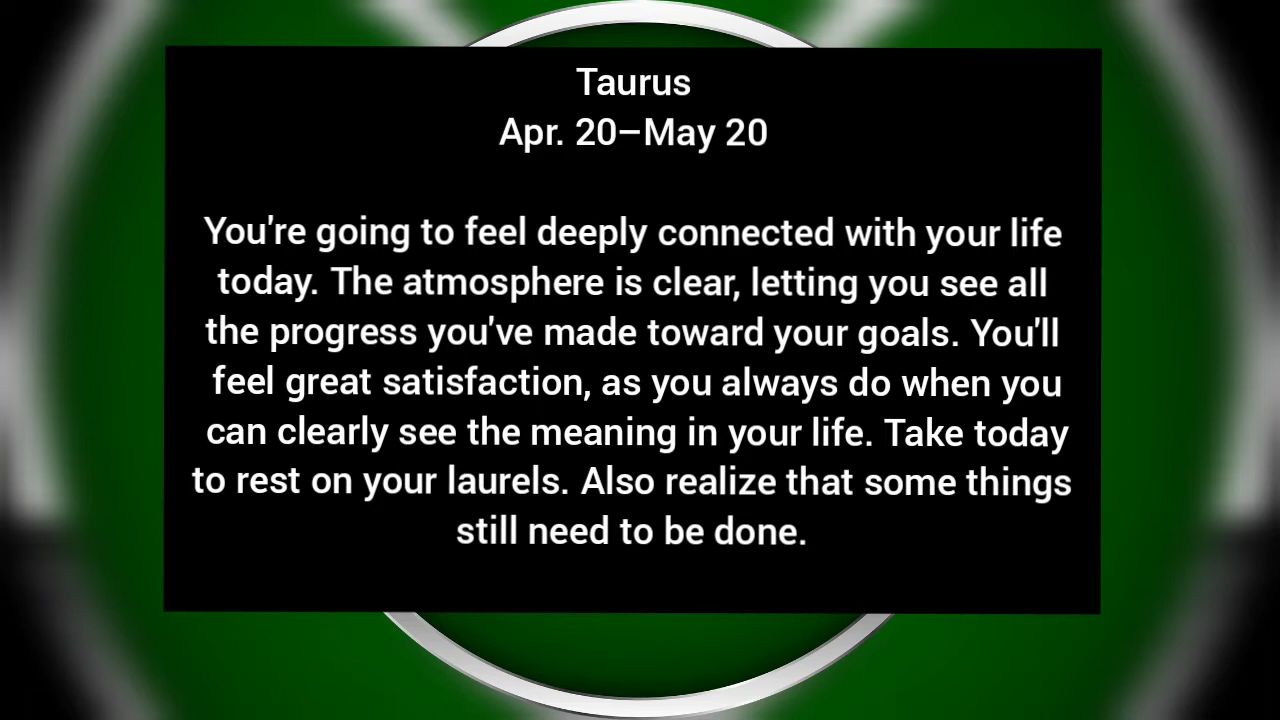 Taurus
Apr. 20–May 20
You're going to feel deeply connected with your life
today. The atmosphere is clear, letting you see all
the progress you've made toward your goals. You'll
feel great satisfaction, as you always do when you
can clearly see the meaning in your life. Take today
to rest on your laurels. Also realize that some things
still need to be done.